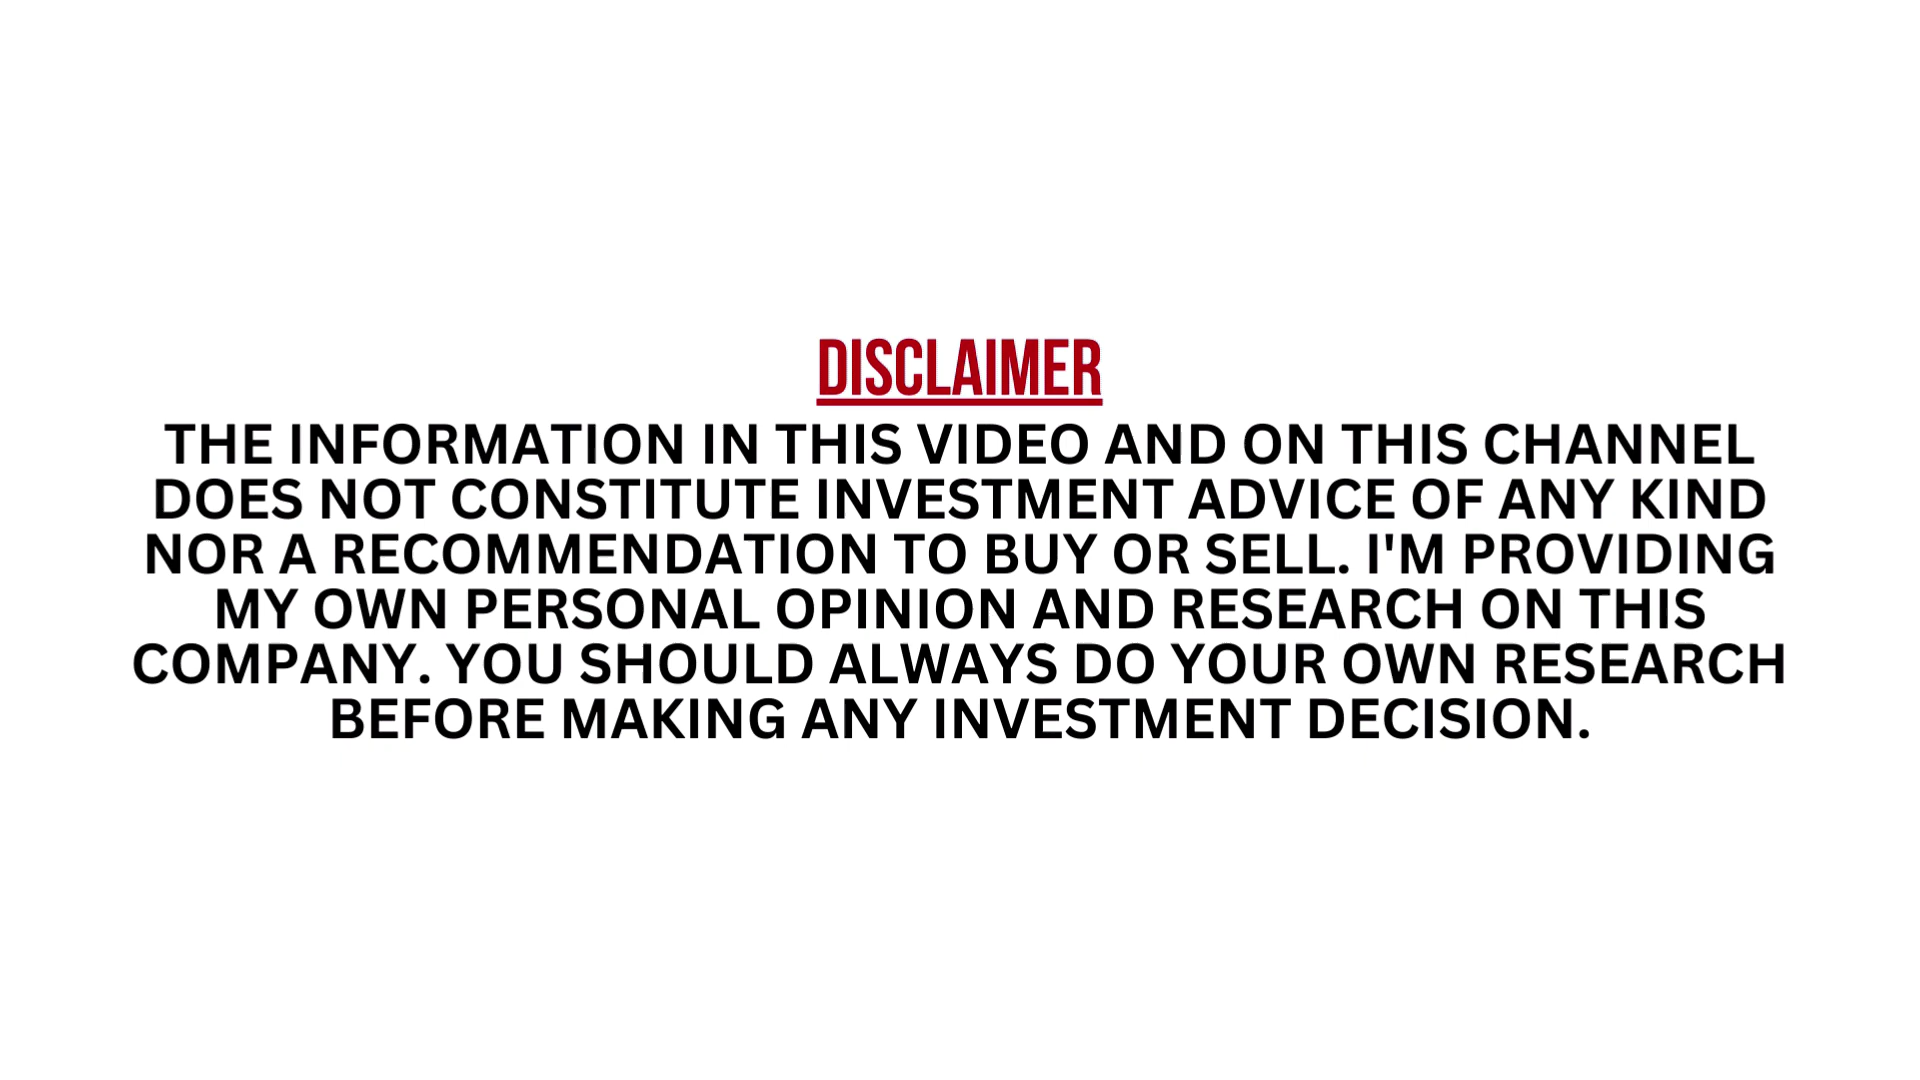 DISCLAIMER
THE INFORMATION IN THIS VIDEO AND ON THIS CHANNEL
DOES NOT CONSTITUTE INVESTMENT ADVICE OF ANY KIND
NOR A RECOMMENDATION TO BUY OR SELL. I'M PROVIDING
MY OWN PERSONAL OPINION AND RESEARCH ON THIS
COMPANY. YOU SHOULD ALWAYS DO YOUR OWN RESEARCH
BEFORE MAKING ANY INVESTMENT DECISION.